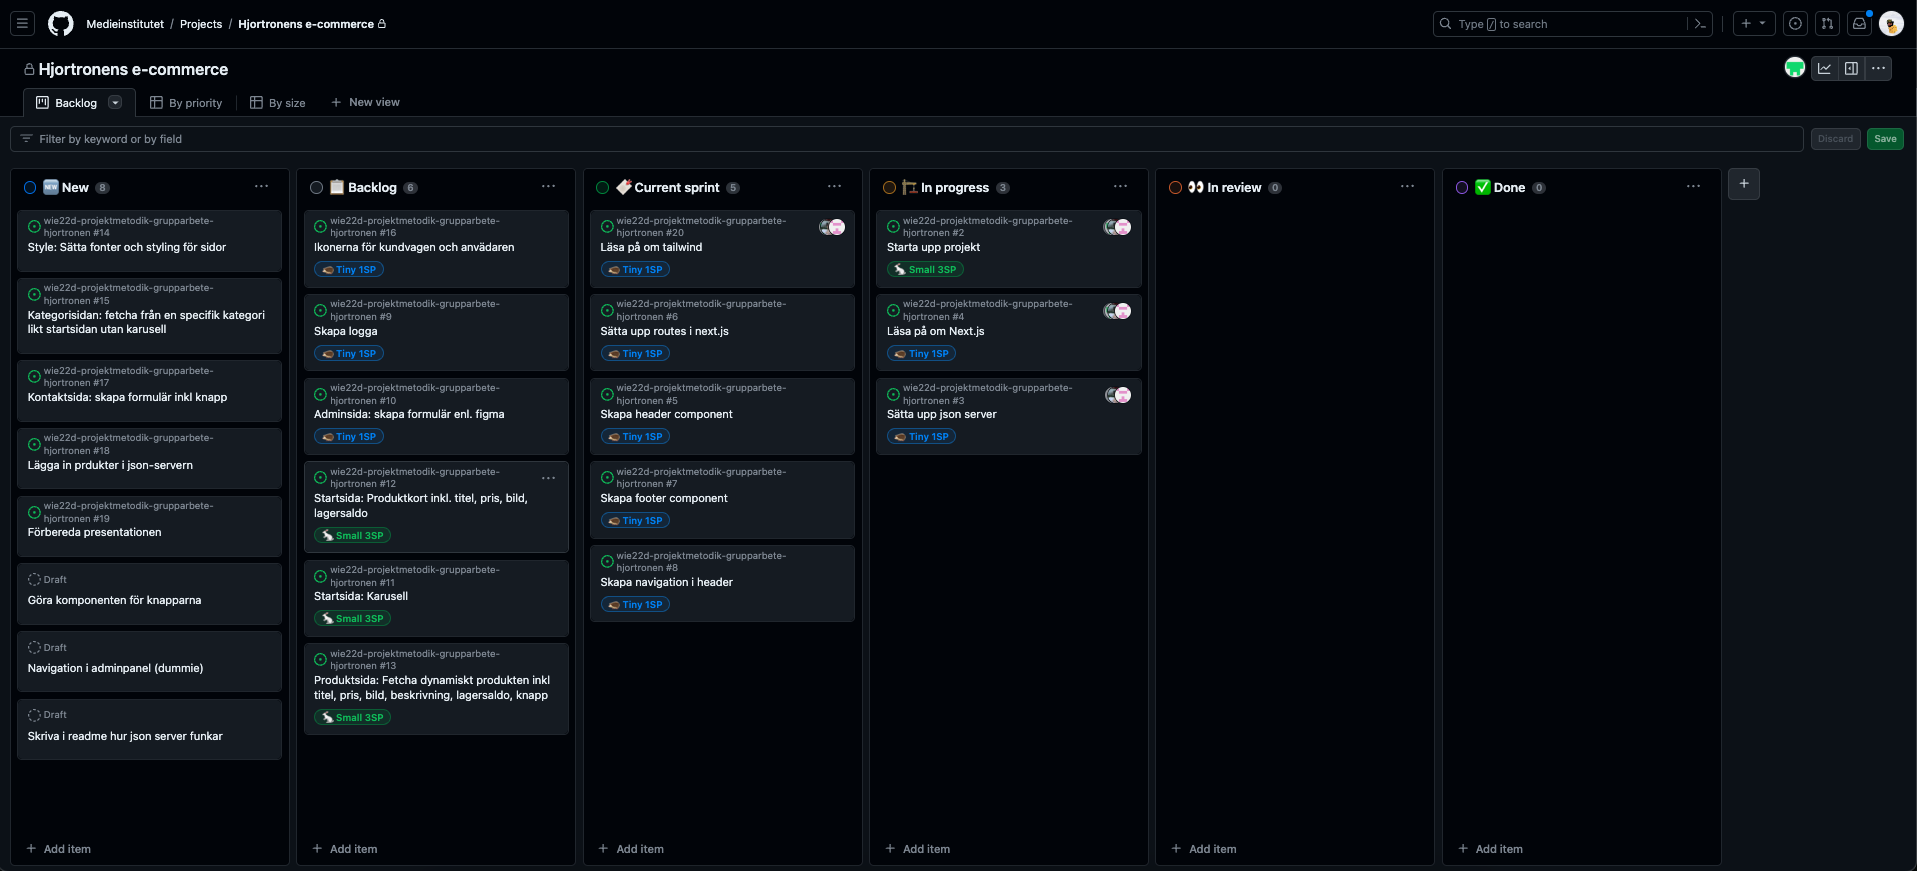 Medieinstitutet / Projects / Hjortronens e-commerce
Type / to search
Hjortronens e-commerce
Backlog
By priority
By size
New view
Filter by keyword or by field
Discard
Save
NEW New 8
wie22d-projektmetodik-grupparbete-
hjortronen #14
Style: Sätta fonter och styling för sidor
wie22d-projektmetodik-grupparbete-
hjortronen #15
Kategorisidan: fetcha från en specifik kategori
likt startsidan utan karusell
wie22d-projektmetodik-grupparbete-
hjortronen #17
Kontaktsida: skapa formulär inkl knapp
wie22d-projektmetodik-grupparbete-
hjortronen #18
Lägga in prdukter i json-servern
wie22d-projektmetodik-grupparbete-
hjortronen #19
Förbereda presentationen
Draft
Göra komponenten för knapparna
Draft
Navigation i adminpanel (dummie)
Draft
Skriva i readme hur json server funkar
Add item
Backlog 6
wie22d-projektmetodik-grupparbete-
hjortronen #16
Ikonerna för kundvagen och anvädaren
Tiny 1SP
wie22d-projektmetodik-grupparbete-
hjortronen #9
Skapa logga
Tiny 1SP
wie22d-projektmetodik-grupparbete-
hjortronen #10
Adminsida: skapa formulär enl. figma
Tiny 1SP
wie22d-projektmetodik-grupparbete-
hjortronen #12
Startsida: Produktkort inkl. titel, pris, bild,
lagersaldo
Small 3SP
wie22d-projektmetodik-grupparbete-
hjortronen #11
Startsida: Karusell
Small 3SP
wie22d-projektmetodik-grupparbete-
hjortronen #13
Produktsida: Fetcha dynamiskt produkten inkl
titel, pris, bild, beskrivning, lagersaldo, knapp
Small 3SP
Add item
Current sprint 5
wie22d-projektmetodik-grupparbete-
hjortronen #20
Läsa på om tailwind
Tiny 1SP
wie22d-projektmetodik-grupparbete-
hjortronen #6
Sätta upp routes i next.js
Tiny 1SP
wie22d-projektmetodik-grupparbete-
hjortronen #5
Skapa header component
Tiny 1SP
wie22d-projektmetodik-grupparbete-
hjortronen #7
Skapa footer component
Tiny 1SP
wie22d-projektmetodik-grupparbete-
hjortronen #8
Skapa navigation i header
Tiny 1SP
Add item
In progress 3
wie22d-projektmetodik-grupparbete-
hjortronen #2
Starta upp projekt
Small 3SP
wie22d-projektmetodik-grupparbete-
hjortronen #4
Läsa på om Next.js
Tiny 1SP
wie22d-projektmetodik-grupparbete-
hjortronen #3
Sätta upp json server
Tiny 1SP
Add item
In review 0
Add item
Done 0
Add item